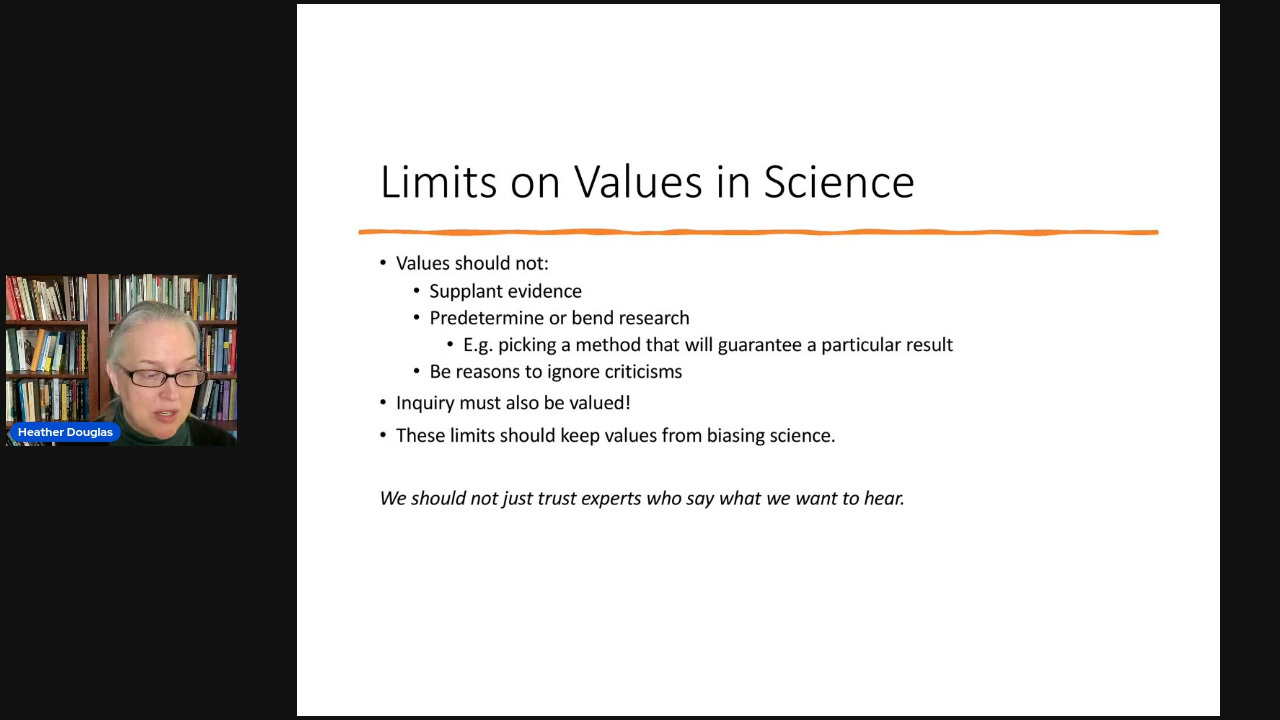 Limits on Values in Science
• Values should not:
• Supplant evidence
• Predetermine or bend research
• E.g. picking a method that will guarantee a particular result
• Be reasons to ignore criticisms
• Inquiry must also be valued!
• These limits should keep values from biasing science.
We should not just trust experts who say what we want to hear.
Heather Douglas